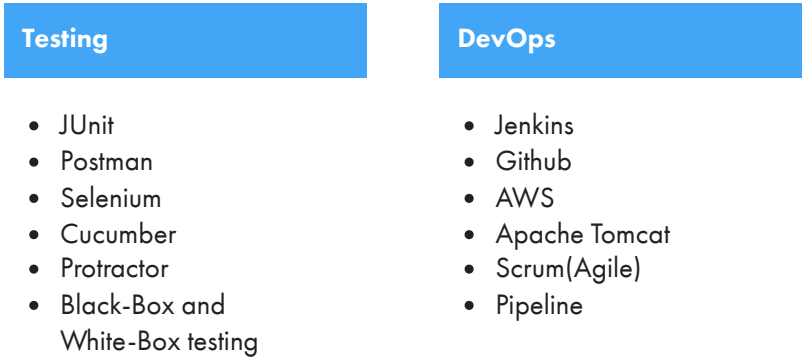 Testing
• JUnit
• Postman
• Selenium
• Cucumber
• Protractor
• Black-Box and
White-Box testing
DevOps
• Jenkins
• Github
• AWS
• Apache Tomcat
• Scrum(Agile)
• Pipeline